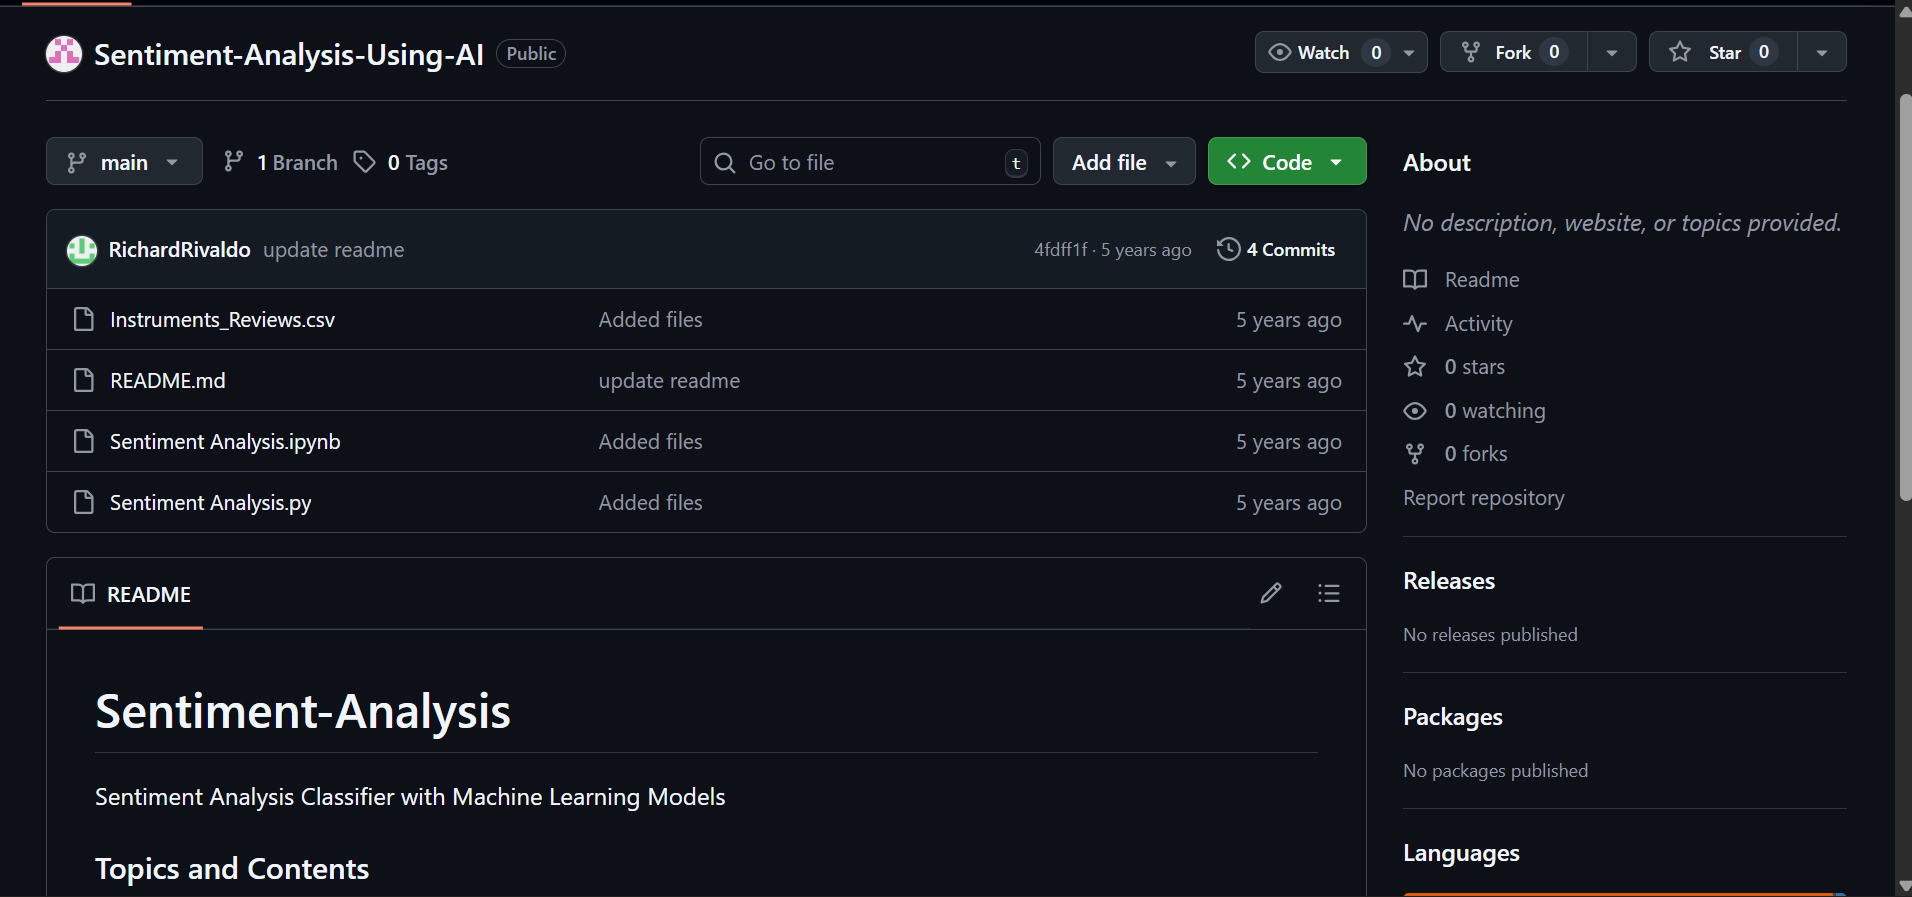 Sentiment-Analysis-Using-AI Public
Watch 0 Fork 0 Star 0
main 1 Branch 0 Tags
Go to file t Add file Code
RichardRivaldo update readme 4fdff1f · 5 years ago 4 Commits
Instruments_Reviews.csv Added files 5 years ago
README.md update readme 5 years ago
Sentiment Analysis.ipynb Added files 5 years ago
Sentiment Analysis.py Added files 5 years ago
README
Sentiment-Analysis
Sentiment Analysis Classifier with Machine Learning Models
Topics and Contents
About
No description, website, or topics provided.
Readme
Activity
0 stars
0 watching
0 forks
Report repository
Releases
No releases published
Packages
No packages published
Languages